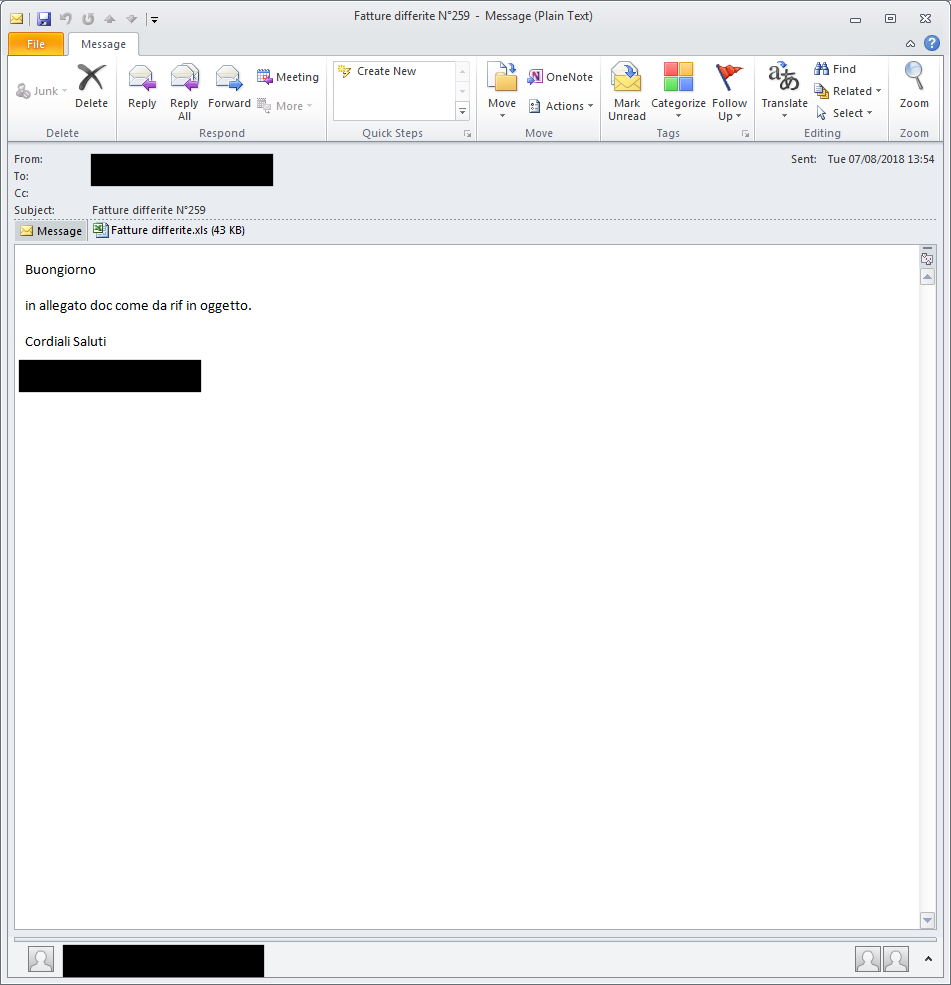 Fatture differite N°259 - Message (Plain Text)
File Message
Junk
Delete
Delete
Reply
Reply All
Forward
Meeting
More
Respond
Create New
Quick Steps
Move
OneNote
Actions
Move
Mark Unread
Categorize
Follow Up
Tags
Translate
Find
Related
Select
Editing
Zoom
Zoom
From:
Sent: Tue 07/08/2018 13:54
To:
Cc:
Subject: Fatture differite N°259
Message Fatture differite.xls (43 KB)
Buongiorno
in allegato doc come da rif in oggetto.
Cordiali Saluti